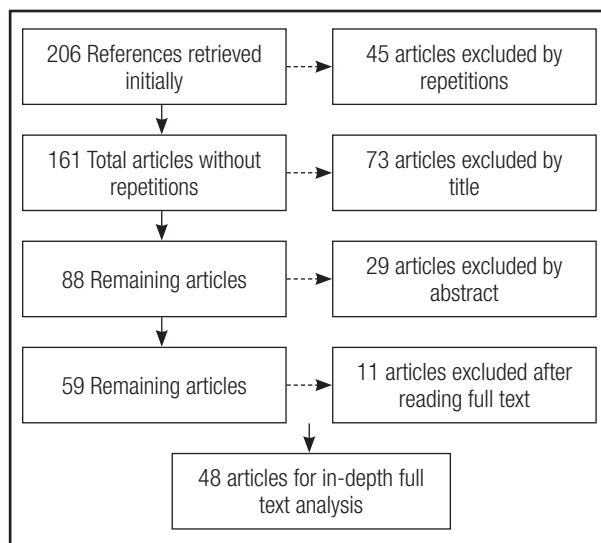 206 References retrieved
initially
45 articles excluded by
repetitions
161 Total articles without
repetitions
73 articles excluded by
title
88 Remaining articles
29 articles excluded by
abstract
59 Remaining articles
11 articles excluded after
reading full text
48 articles for in-depth full
text analysis